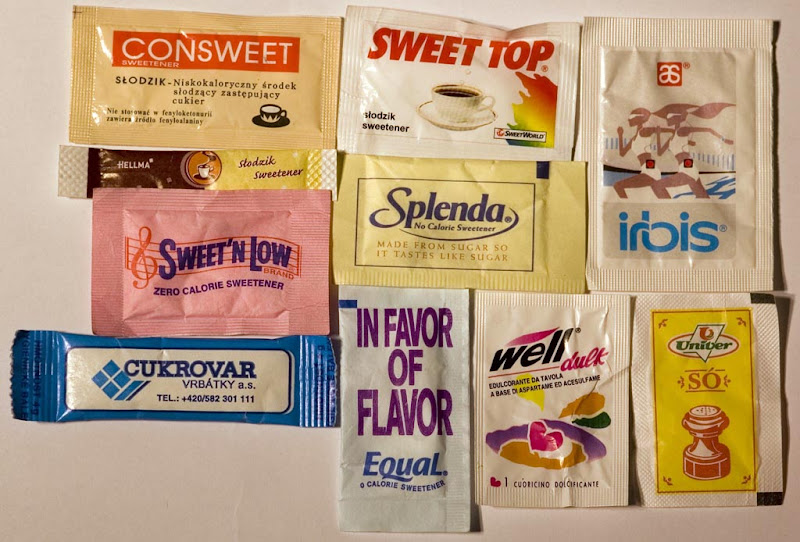 CONSWEET
SWEETENER
SŁODZIK - Niskokaloryczny środek
słodzący zastępujący
cukier
Nie stosować w fenyloketonurii
zawiera źródło fenyloalaniny
SWEET TOP®
słodzik
sweetener
SWEETWORLD
®
irbis®
HELLMA
Słodzik
Sweetener
Splenda®
No Calorie Sweetener
MADE FROM SUGAR SO
IT TASTES LIKE SUGAR
SWEET'N LOW
BRAND
ZERO CALORIE SWEETENER
CUKROVAR
VRBÁTKY a.s.
TEL.: +420/582 301 111
IN FAVOR
OF
FLAVOR
EQUAL®
0 CALORIE SWEETENER
well®
dulk
EDULCORANTE DA TAVOLA
A BASE DI ASPARTAME ED ACESULFAME
1 CUORICINO DOLCIFICANTE
Univer
SÓ